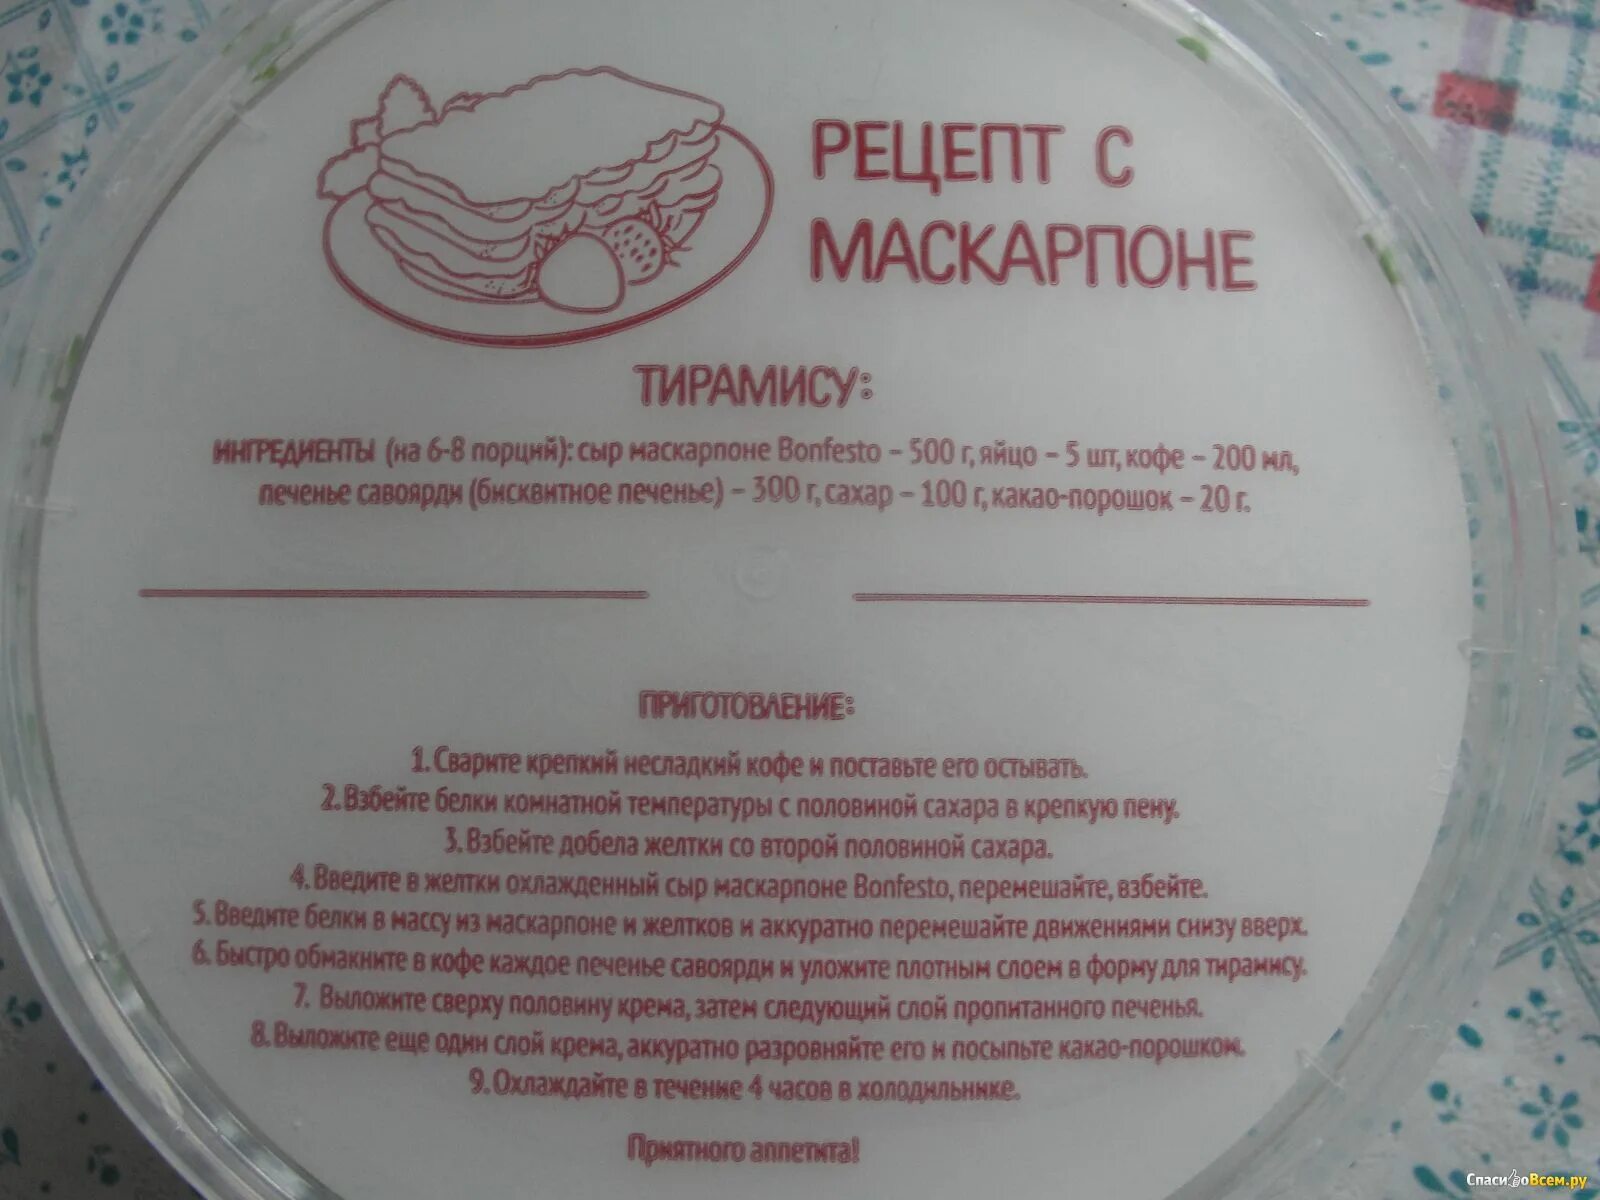 РЕЦЕПТ С
МАСКАРПОНЕ
ТИРАМИСУ:
ИНГРЕДИЕНТЫ (на 6-8 порций): сыр маскарпоне Bonfesto – 500 г, яйцо – 5 шт, кофе – 200 мл,
печенье савоярди (бисквитное печенье) – 300 г, сахар – 100 г, какао-порошок – 20 г.
ПРИГОТОВЛЕНИЕ:
1. Сварите крепкий несладкий кофе и поставьте его остывать.
2. Взбейте белки комнатной температуры с половиной сахара в крепкую пену.
3. Взбейте добела желтки со второй половиной сахара.
4. Введите в желтки охлажденный сыр маскарпоне Bonfesto, перемешайте, взбейте.
5. Введите белки в массу из маскарпоне и желтков и аккуратно перемешайте движениями снизу вверх.
6. Быстро обмакните в кофе каждое печенье савоярди и уложите плотным слоем в форму для тирамису.
7. Выложите сверху половину крема, затем следующий слой пропитанного печенья.
8. Выложите еще один слой крема, аккуратно разровняйте его и посыпьте какао-порошком.
9. Охлаждайте в течение 4 часов в холодильнике.
Приятного аппетита!
СпасибоВсем.ру